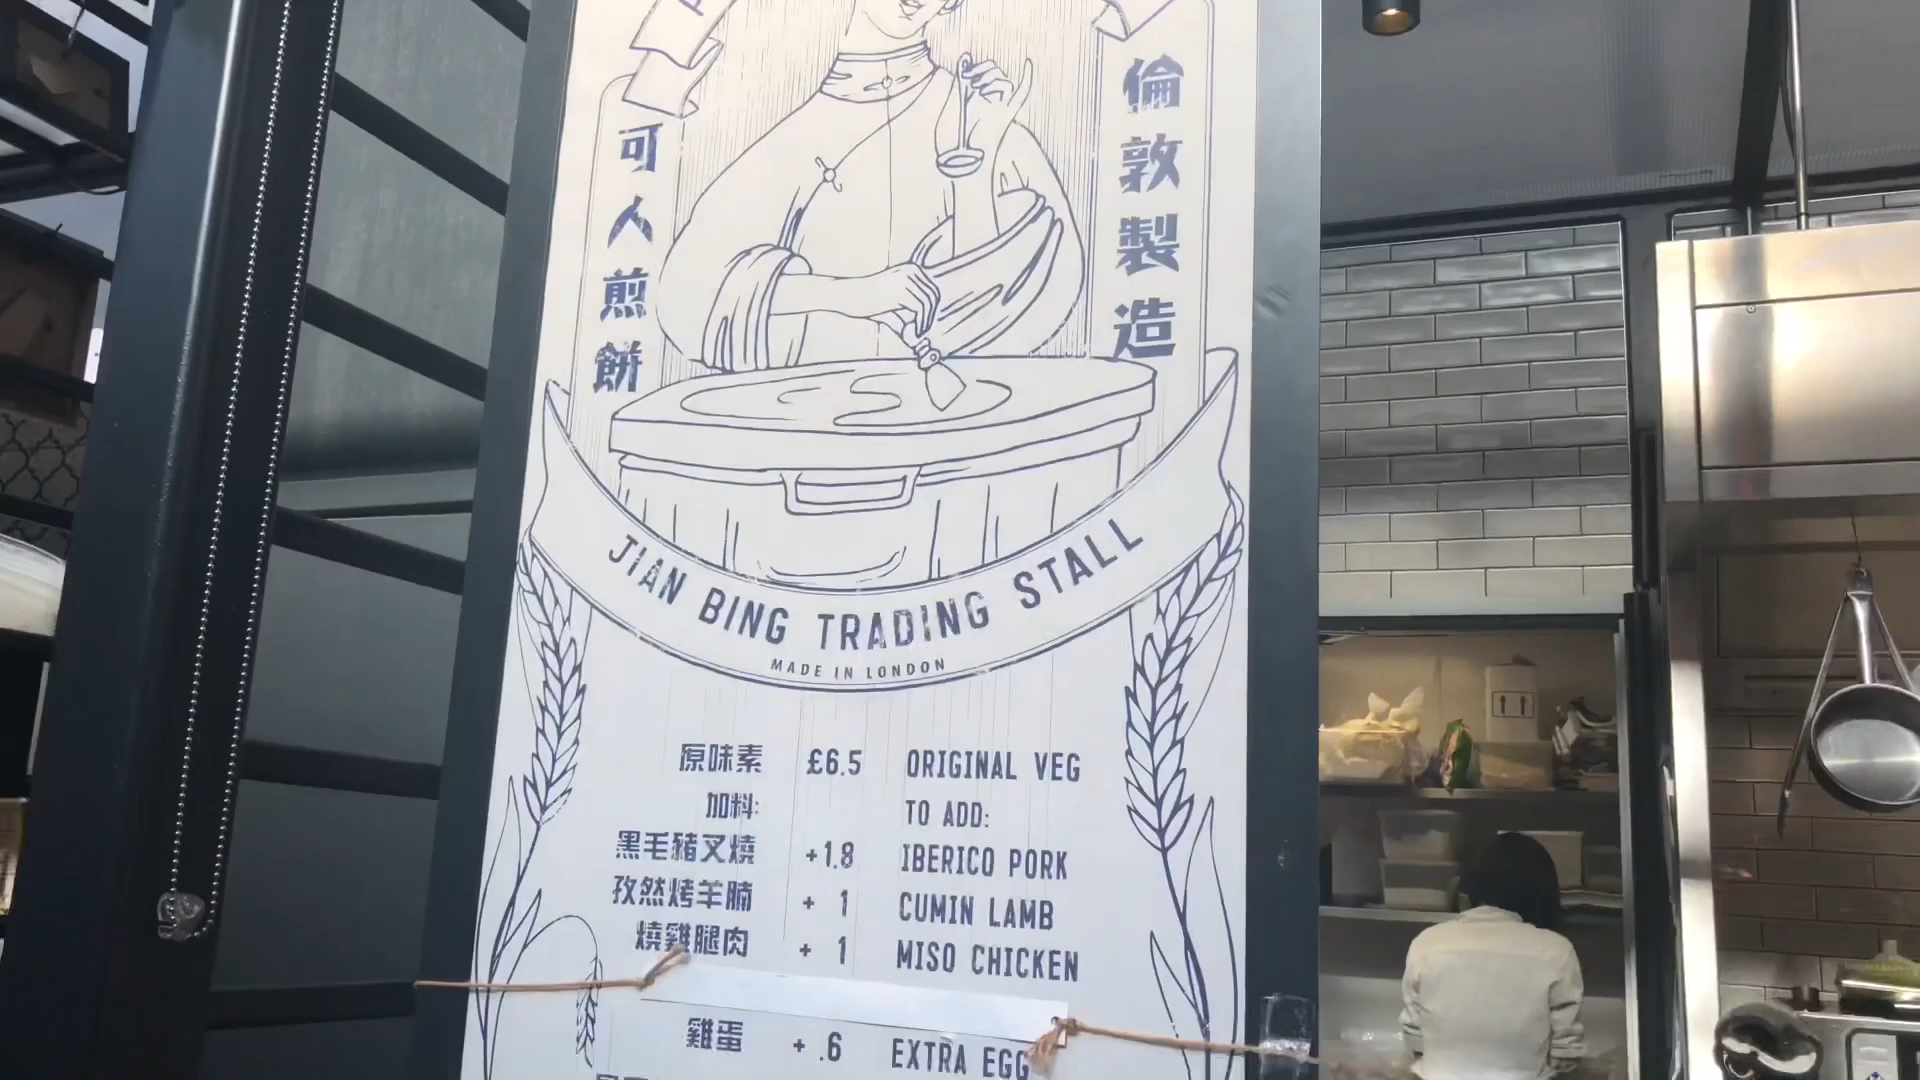 可人煎餅
倫敦製造
JIAN BING TRADING STALL
MADE IN LONDON
原味素 £6.5 ORIGINAL VEG
加料: TO ADD:
黑毛豬叉燒 +1.8 IBERICO PORK
孜然烤羊腩 + 1 CUMIN LAMB
燒雞腿肉 + 1 MISO CHICKEN
雞蛋 + .6 EXTRA EGG